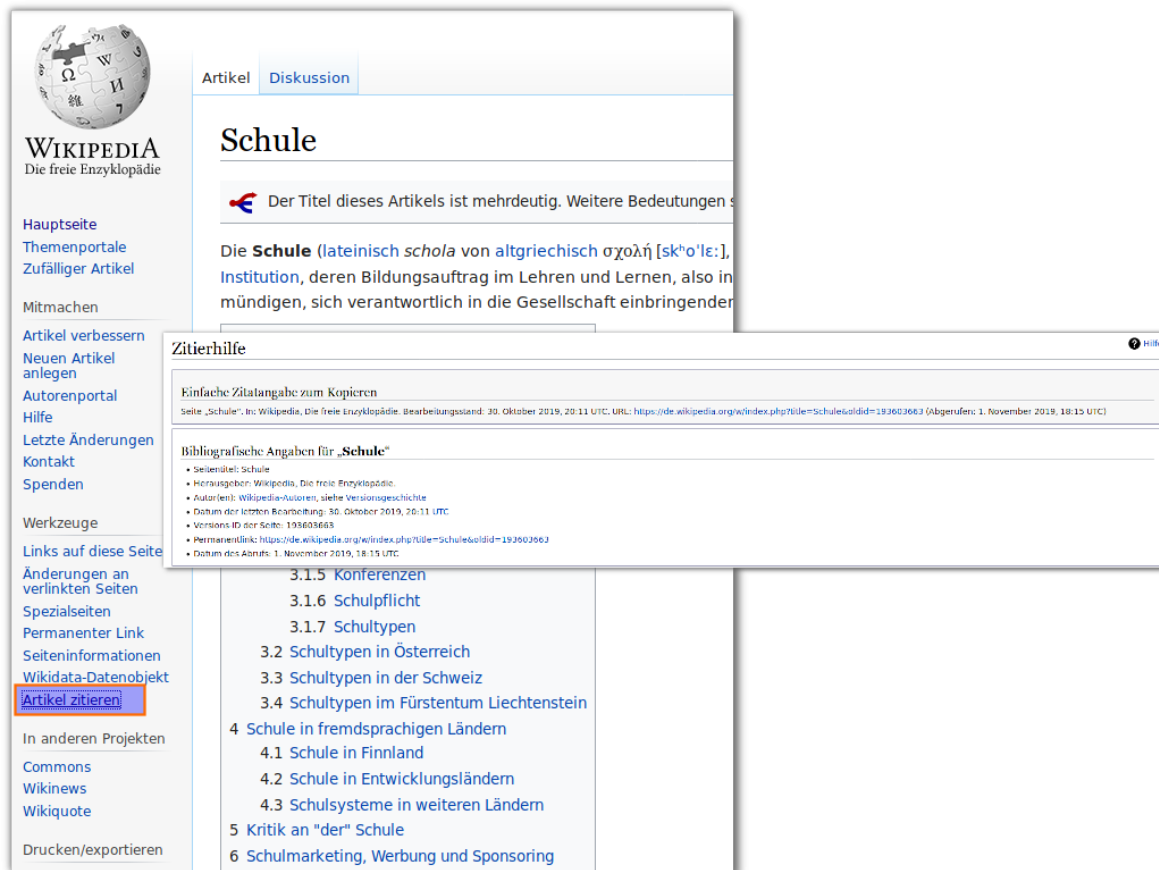 WIKIPEDIA
Die freie Enzyklopädie
Hauptseite
Themenportale
Zufälliger Artikel
Mitmachen
Artikel verbessern
Neuen Artikel
anlegen
Autorenportal
Hilfe
Letzte Änderungen
Kontakt
Spenden
Werkzeuge
Links auf diese Seite
Änderungen an
verlinkten Seiten
Spezialseiten
Permanenter Link
Seiteninformationen
Wikidata-Datenobjekt
Artikel zitieren
In anderen Projekten
Commons
Wikinews
Wikiquote
Drucken/exportieren
Artikel Diskussion
Schule
Der Titel dieses Artikels ist mehrdeutig. Weitere Bedeutungen
Die Schule (lateinisch schola von altgriechisch σχολή [skʰoˈlɛː],
Institution, deren Bildungsauftrag im Lehren und Lernen, also in
mündigen, sich verantwortlich in die Gesellschaft einbringender
Zitierhilfe
Hilfe
Einfache Zitatangabe zum Kopieren
Seite „Schule“. In: Wikipedia, Die freie Enzyklopädie. Bearbeitungsstand: 30. Oktober 2019, 20:11 UTC. URL: https://de.wikipedia.org/w/index.php?title=Schule&oldid=193603663 (Abgerufen: 1. November 2019, 18:15 UTC)
Bibliografische Angaben für „Schule“
• Seitentitel: Schule
• Herausgeber: Wikipedia, Die freie Enzyklopädie.
• Autor(en): Wikipedia-Autoren, siehe Versionsgeschichte
• Datum der letzten Bearbeitung: 30. Oktober 2019, 20:11 UTC
• Versions-ID der Seite: 193603663
• Permanentlink: https://de.wikipedia.org/w/index.php?title=Schule&oldid=193603663
• Datum des Abrufs: 1. November 2019, 18:15 UTC
3.1.5 Konferenzen
3.1.6 Schulpflicht
3.1.7 Schultypen
3.2 Schultypen in Österreich
3.3 Schultypen in der Schweiz
3.4 Schultypen im Fürstentum Liechtenstein
4 Schule in fremdsprachigen Ländern
4.1 Schule in Finnland
4.2 Schule in Entwicklungsländern
4.3 Schulsysteme in weiteren Ländern
5 Kritik an "der" Schule
6 Schulmarketing, Werbung und Sponsoring